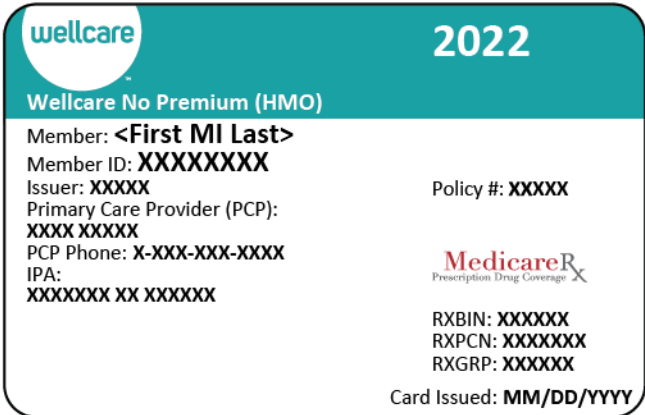 wellcare
™
2022
Wellcare No Premium (HMO)
Member: <First MI Last>
Member ID: XXXXXXXX
Issuer: XXXXX
Policy #: XXXXX
Primary Care Provider (PCP):
XXXX XXXXX
PCP Phone: X-XXX-XXX-XXXX
IPA:
XXXXXXX XX XXXXXX
MedicareRx
Prescription Drug Coverage
RXBIN: XXXXXX
RXPCN: XXXXXXX
RXGRP: XXXXXX
Card Issued: MM/DD/YYYY